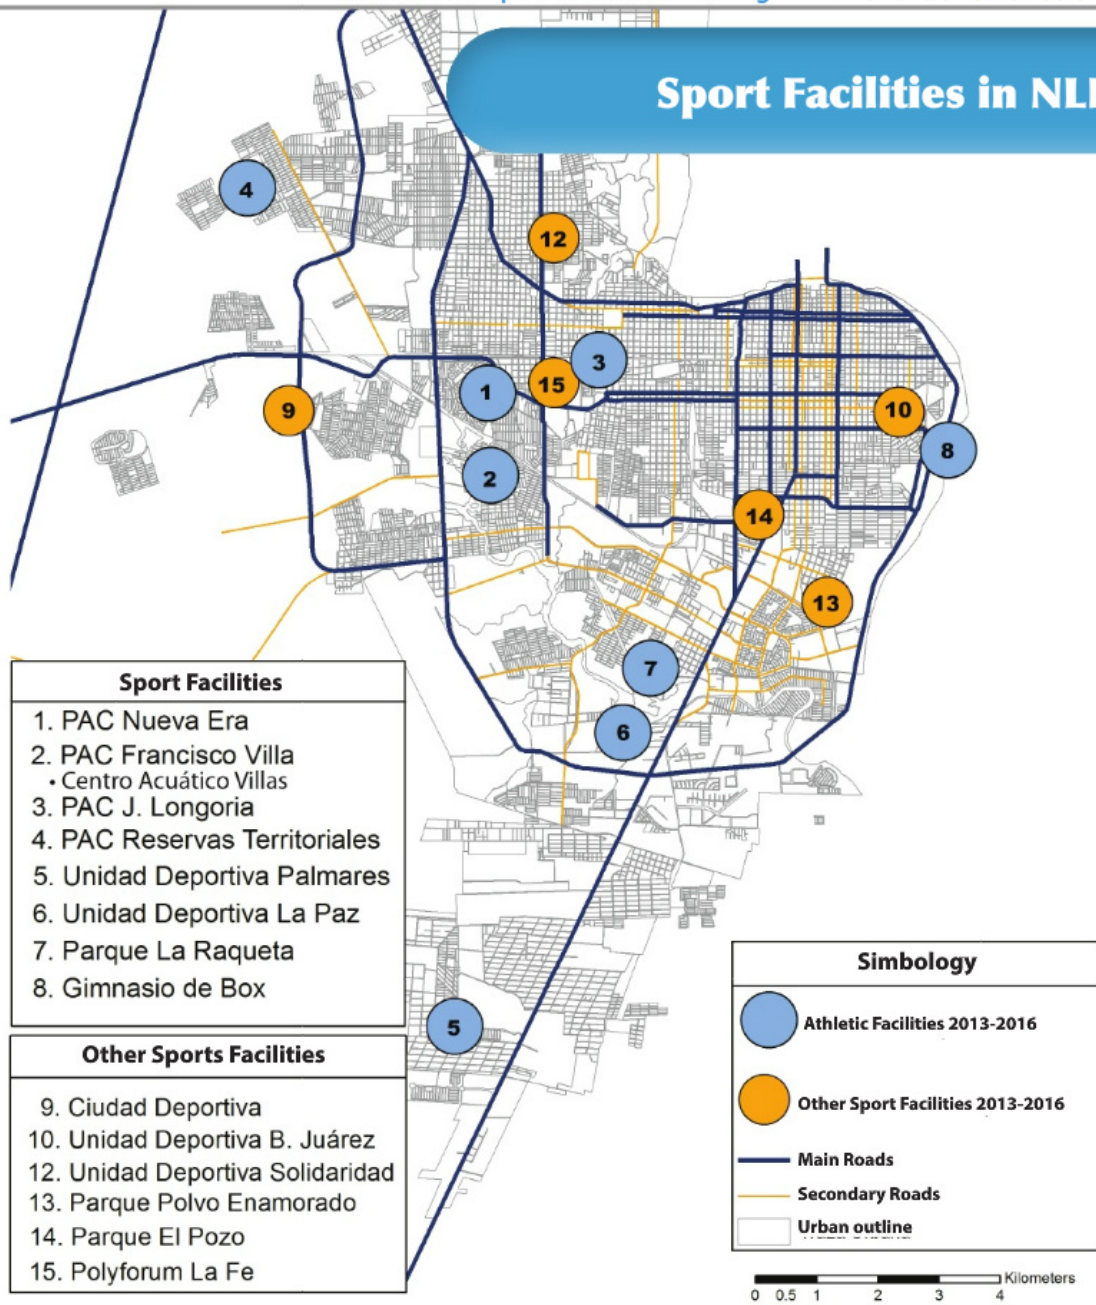 Sport Facilities in NL
4
12
3
15
1
9
10
8
2
14
13
7
6
5
Sport Facilities
1. PAC Nueva Era
2. PAC Francisco Villa
• Centro Acuático Villas
3. PAC J. Longoria
4. PAC Reservas Territoriales
5. Unidad Deportiva Palmares
6. Unidad Deportiva La Paz
7. Parque La Raqueta
8. Gimnasio de Box
Other Sports Facilities
9. Ciudad Deportiva
10. Unidad Deportiva B. Juárez
12. Unidad Deportiva Solidaridad
13. Parque Polvo Enamorado
14. Parque El Pozo
15. Polyforum La Fe
Simbology
Athletic Facilities 2013-2016
Other Sport Facilities 2013-2016
Main Roads
Secondary Roads
Urban outline
Kilometers
0 0.5 1 2 3 4